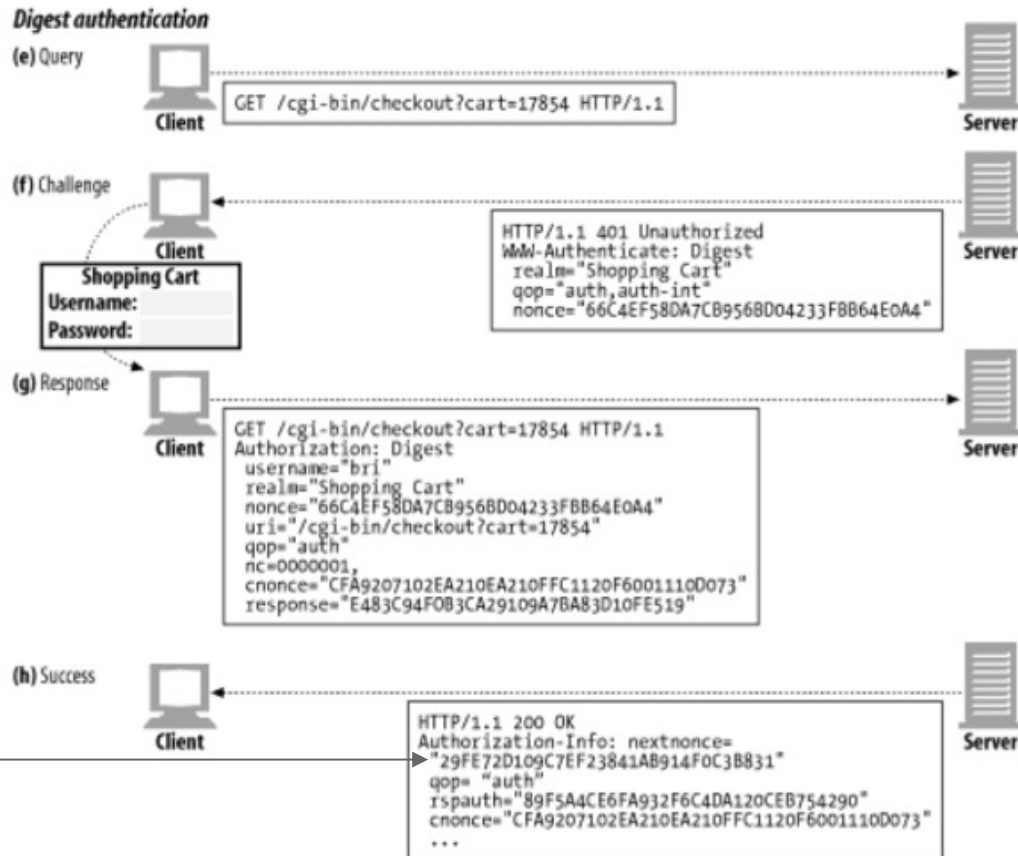 Digest authentication
(e) Query
Client
GET /cgi-bin/checkout?cart=17854 HTTP/1.1
Server
(f) Challenge
Client
HTTP/1.1 401 Unauthorized
WWW-Authenticate: Digest
realm="Shopping Cart"
qop="auth,auth-int"
nonce="66C4EF58DA7CB956BD04233FBB64E0A4"
Server
Shopping Cart
Username:
Password:
(g) Response
Client
GET /cgi-bin/checkout?cart=17854 HTTP/1.1
Authorization: Digest
username="bri"
realm="Shopping Cart"
nonce="66C4EF58DA7CB956BD04233FBB64E0A4"
uri="/cgi-bin/checkout?cart=17854"
qop="auth"
nc=0000001,
cnonce="CFA9207102EA210EA210FFC1120F6001110D073"
response="E483C94F0B3CA29109A7BA83D10FE519"
Server
(h) Success
Client
HTTP/1.1 200 OK
Authorization-Info: nextnonce=
"29FE72D109C7EF23841AB914F0C3B831"
qop= “auth”
rspauth="89F5A4CE6FA932F6C4DA120CEB754290"
cnonce="CFA9207102EA210EA210FFC1120F6001110D073"
...
Server